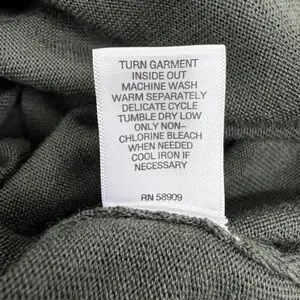 TURN GARMENT
INSIDE OUT
MACHINE WASH
WARM SEPARATELY
DELICATE CYCLE
TUMBLE DRY LOW
ONLY NON-
CHLORINE BLEACH
WHEN NEEDED
COOL IRON IF
NECESSARY
RN 58909